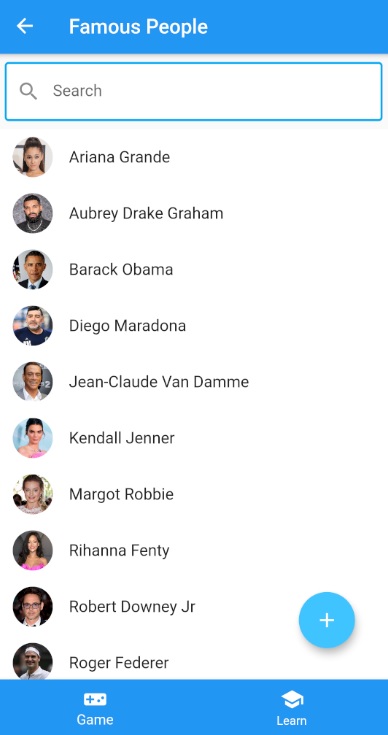 Famous People
Search
Ariana Grande
Aubrey Drake Graham
Barack Obama
Diego Maradona
Jean-Claude Van Damme
Kendall Jenner
Margot Robbie
Rihanna Fenty
Robert Downey Jr
Roger Federer
Game
Learn